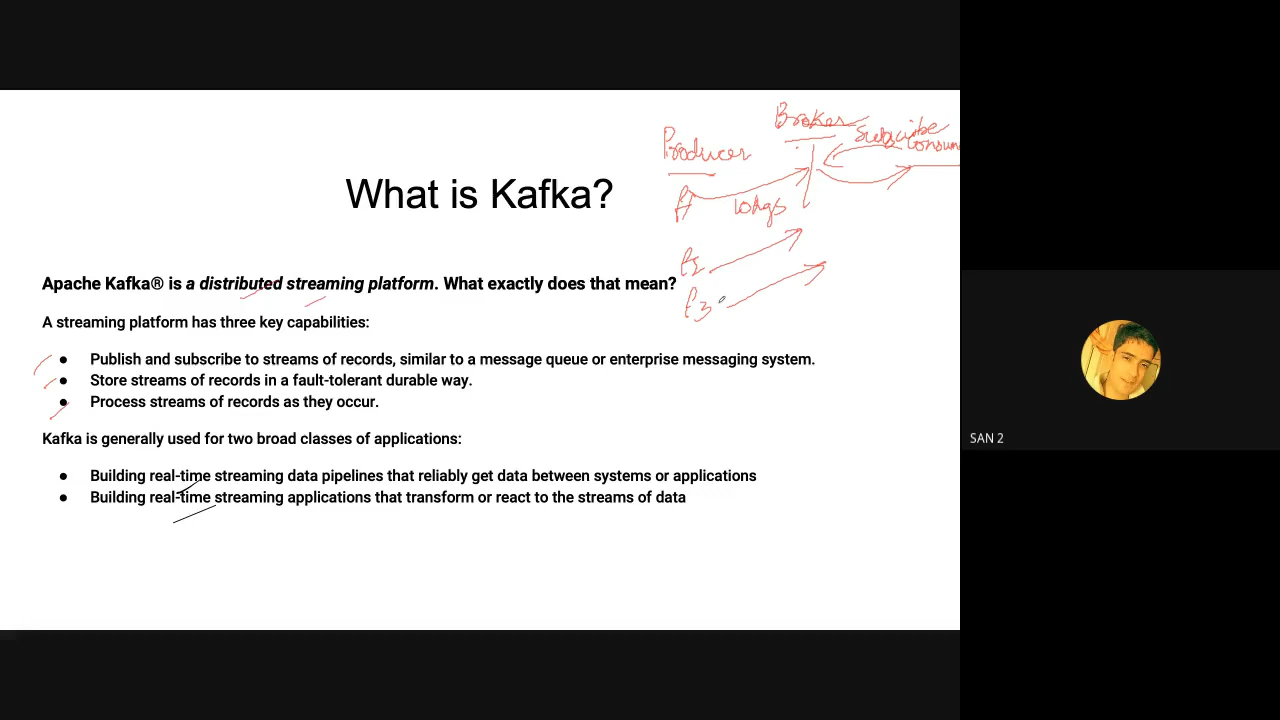 Broker
Subscribe
Consum
Producer
What is Kafka?
P1
P2
P3
Apache Kafka® is a distributed streaming platform. What exactly does that mean?
A streaming platform has three key capabilities:
● Publish and subscribe to streams of records, similar to a message queue or enterprise messaging system.
● Store streams of records in a fault-tolerant durable way.
● Process streams of records as they occur.
Kafka is generally used for two broad classes of applications:
● Building real-time streaming data pipelines that reliably get data between systems or applications
● Building real-time streaming applications that transform or react to the streams of data
SAN 2